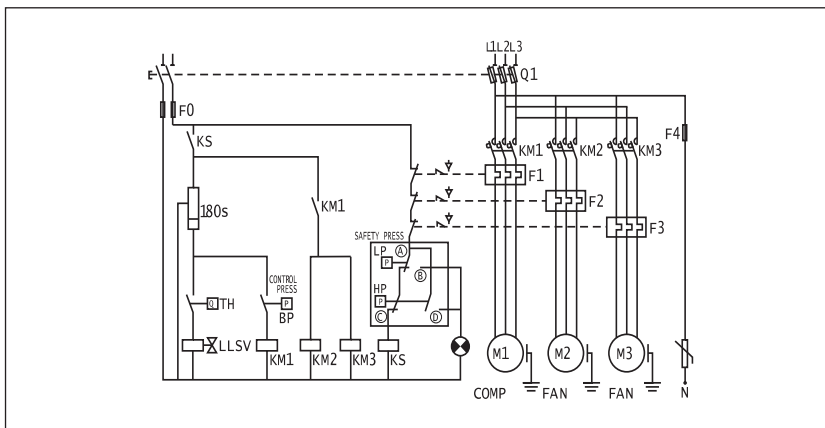 L1L2L3
Q1
F0
F4
KS
KM1 KM2 KM3
F1
180s
KM1
F2
F3
SAFETY PRESS
LP P A
B
CONTROL
PRESS
HP P
Θ TH P
BP
C D
LLSV KM1 KM2 KM3 KS
M1 M2 M3
COMP FAN FAN N